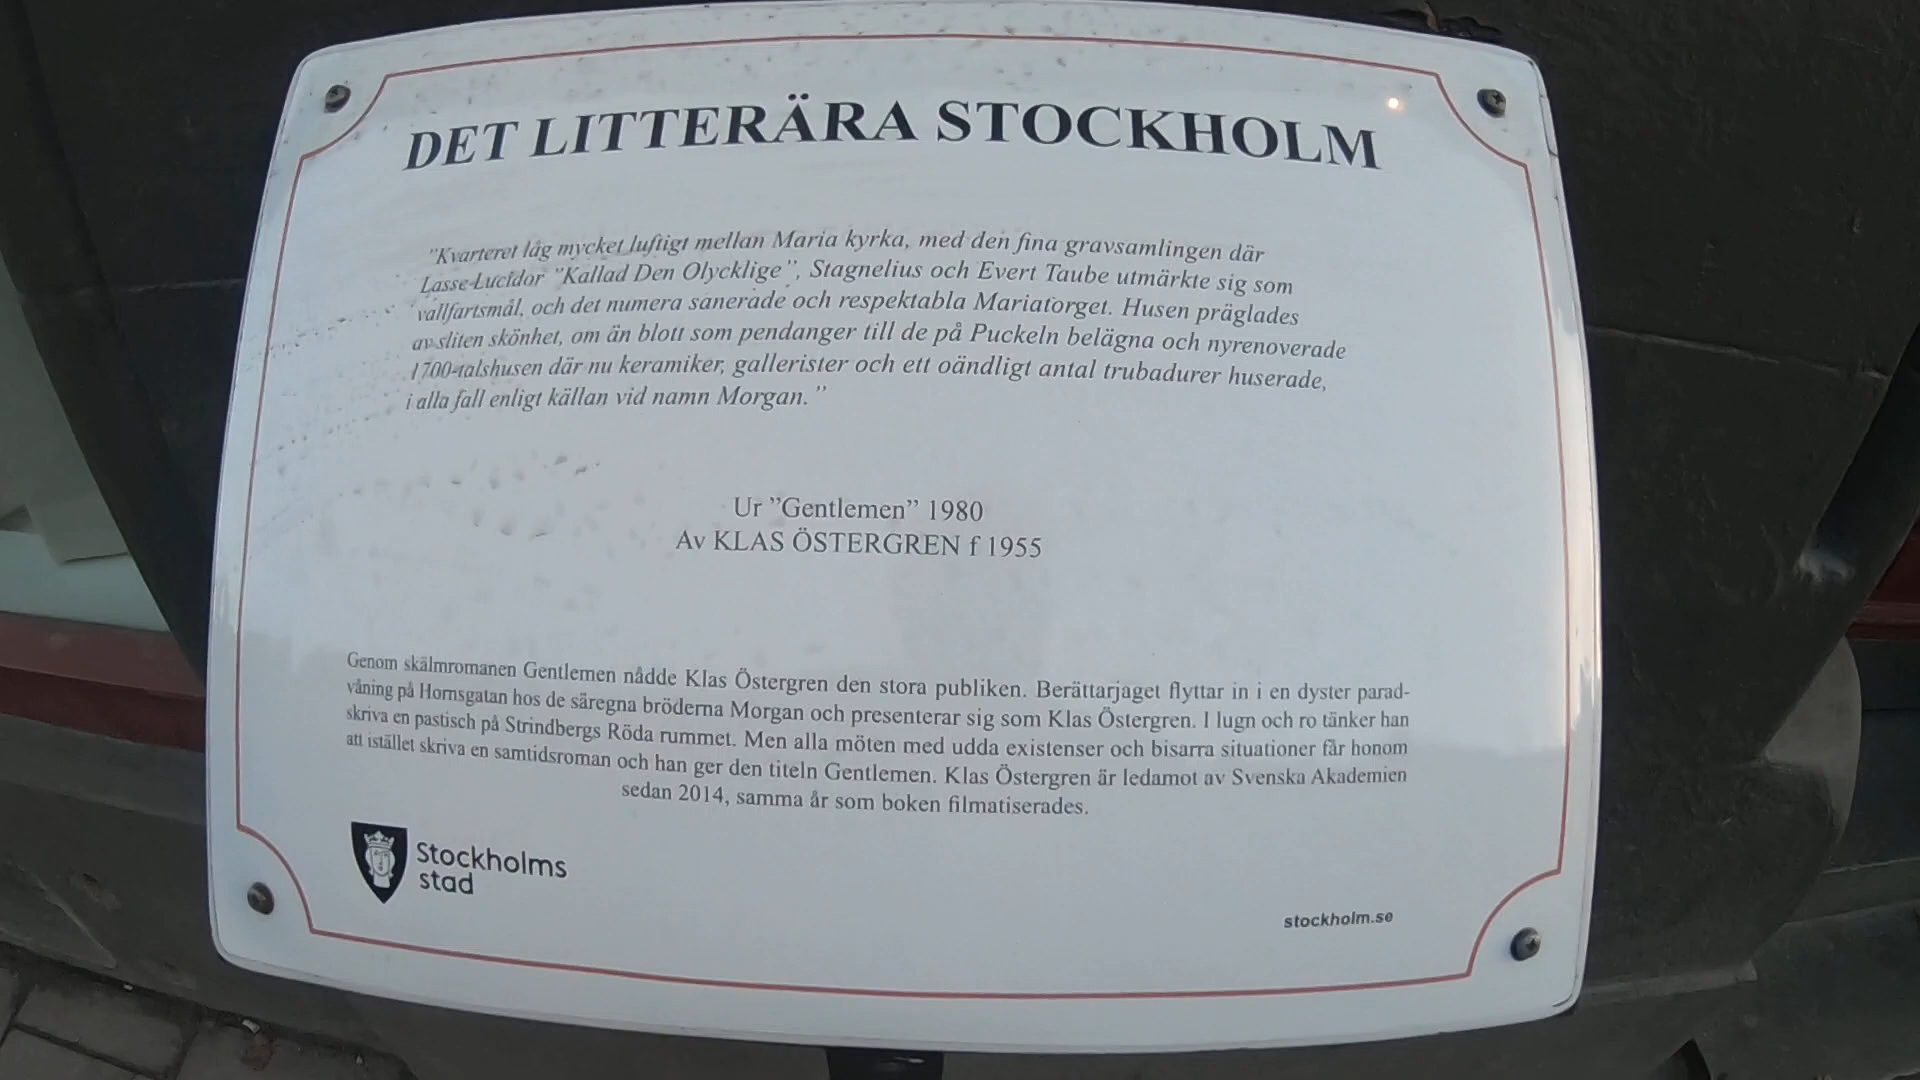 DET LITTERÄRA STOCKHOLM
"Kvarteret låg mycket luftigt mellan Maria kyrka, med den fina gravsamlingen där
Lasse-Lucidor "Kallad Den Olycklige", Stagnelius och Evert Taube utmärkte sig som
vallfartsmål, och det numera sanerade och respektabla Mariatorget. Husen präglades
av sliten skönhet, om än blott som pendanger till de på Puckeln belägna och nyrenoverade
1700-talshusen där nu keramiker, gallerister och ett oändligt antal trubadurer huserade,
i alla fall enligt källan vid namn Morgan."
Ur "Gentlemen" 1980
Av KLAS ÖSTERGREN f 1955
Genom skälmromanen Gentlemen nådde Klas Östergren den stora publiken. Berättarjaget flyttar in i en dyster parad-
våning på Hornsgatan hos de säregna bröderna Morgan och presenterar sig som Klas Östergren. I lugn och ro tänker han
skriva en pastisch på Strindbergs Röda rummet. Men alla möten med udda existenser och bisarra situationer får honom
att istället skriva en samtidsroman och han ger den titeln Gentlemen. Klas Östergren är ledamot av Svenska Akademien
sedan 2014, samma år som boken filmatiserades.
Stockholms
stad
stockholm.se